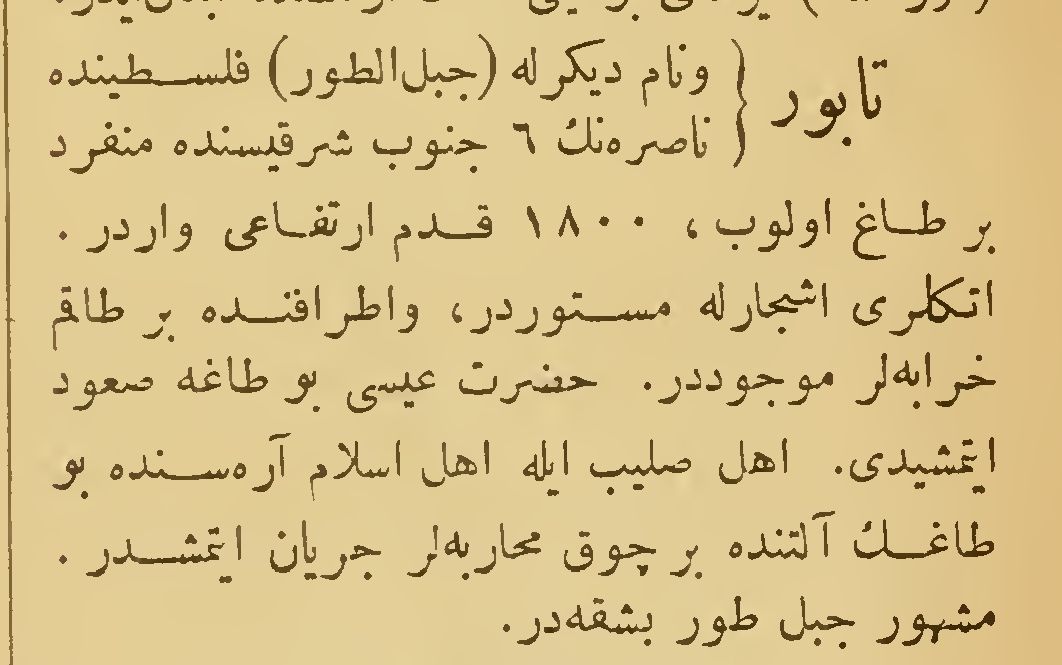 تابور { ونام دیکرله (جبل الطور) فلسطینده
ناصره‌نك ٦ جنوب شرقیسنده منفرد
بر طاغ اولوب ، ١٨٠٠ قدم ارتفاعی واردر .
اتکلری اشجارله مستوردر، واطرافنده بر طاقم
خرابه‌لر موجوددر. حضرت عیسی بو طاغه صعود
ایتمشیدی. اهل صلیب ایله اهل اسلام آره‌سنده بو
طاغك آلتنده بر چوق محاربه‌لر جریان ایتمشدر .
مشهور جبل طور بشقه‌در.